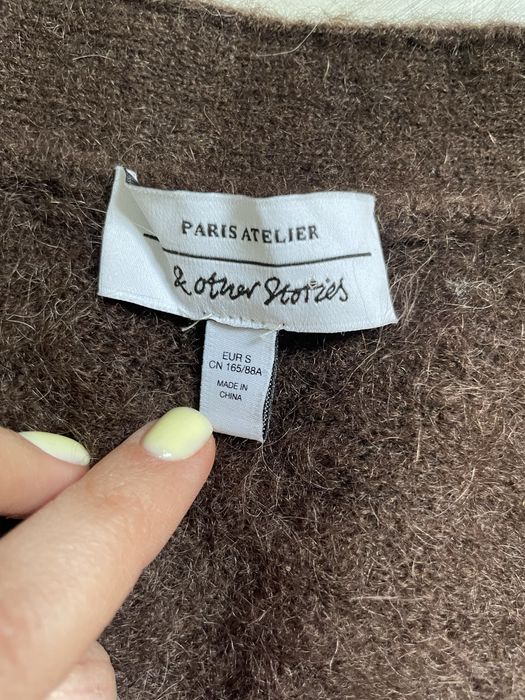 PARIS ATELIER
& other Stories
EUR S
CN 165/88A
MADE IN
CHINA